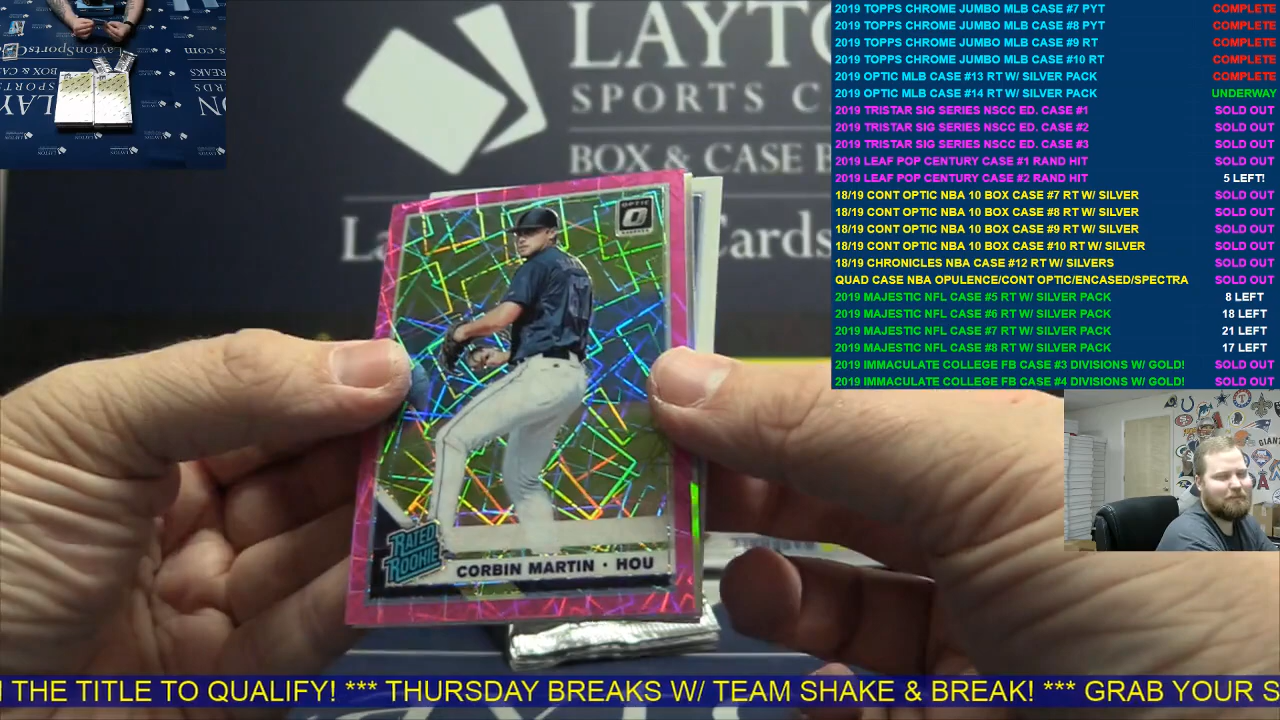 LAYTON
SPORTS C
BOX & CASE B
La
Cards
OPTIC
RATED
ROOKIE
CORBIN MARTIN · HOU
2019 TOPPS CHROME JUMBO MLB CASE #7 PYT COMPLETE
2019 TOPPS CHROME JUMBO MLB CASE #8 PYT COMPLETE
2019 TOPPS CHROME JUMBO MLB CASE #9 RT COMPLETE
2019 TOPPS CHROME JUMBO MLB CASE #10 RT COMPLETE
2019 OPTIC MLB CASE #13 RT W/ SILVER PACK COMPLETE
2019 OPTIC MLB CASE #14 RT W/ SILVER PACK UNDERWAY
2019 TRISTAR SIG SERIES NSCC ED. CASE #1 SOLD OUT
2019 TRISTAR SIG SERIES NSCC ED. CASE #2 SOLD OUT
2019 TRISTAR SIG SERIES NSCC ED. CASE #3 SOLD OUT
2019 LEAF POP CENTURY CASE #1 RAND HIT SOLD OUT
2019 LEAF POP CENTURY CASE #2 RAND HIT 5 LEFT!
18/19 CONT OPTIC NBA 10 BOX CASE #7 RT W/ SILVER SOLD OUT
18/19 CONT OPTIC NBA 10 BOX CASE #8 RT W/ SILVER SOLD OUT
18/19 CONT OPTIC NBA 10 BOX CASE #9 RT W/ SILVER SOLD OUT
18/19 CONT OPTIC NBA 10 BOX CASE #10 RT W/ SILVER SOLD OUT
18/19 CHRONICLES NBA CASE #12 RT W/ SILVERS SOLD OUT
QUAD CASE NBA OPULENCE/CONT OPTIC/ENCASED/SPECTRA SOLD OUT
2019 MAJESTIC NFL CASE #5 RT W/ SILVER PACK 8 LEFT
2019 MAJESTIC NFL CASE #6 RT W/ SILVER PACK 18 LEFT
2019 MAJESTIC NFL CASE #7 RT W/ SILVER PACK 21 LEFT
2019 MAJESTIC NFL CASE #8 RT W/ SILVER PACK 17 LEFT
2019 IMMACULATE COLLEGE FB CASE #3 DIVISIONS W/ GOLD! SOLD OUT
2019 IMMACULATE COLLEGE FB CASE #4 DIVISIONS W/ GOLD! SOLD OUT
THE TITLE TO QUALIFY! *** THURSDAY BREAKS W/ TEAM SHAKE & BREAK! *** GRAB YOUR S